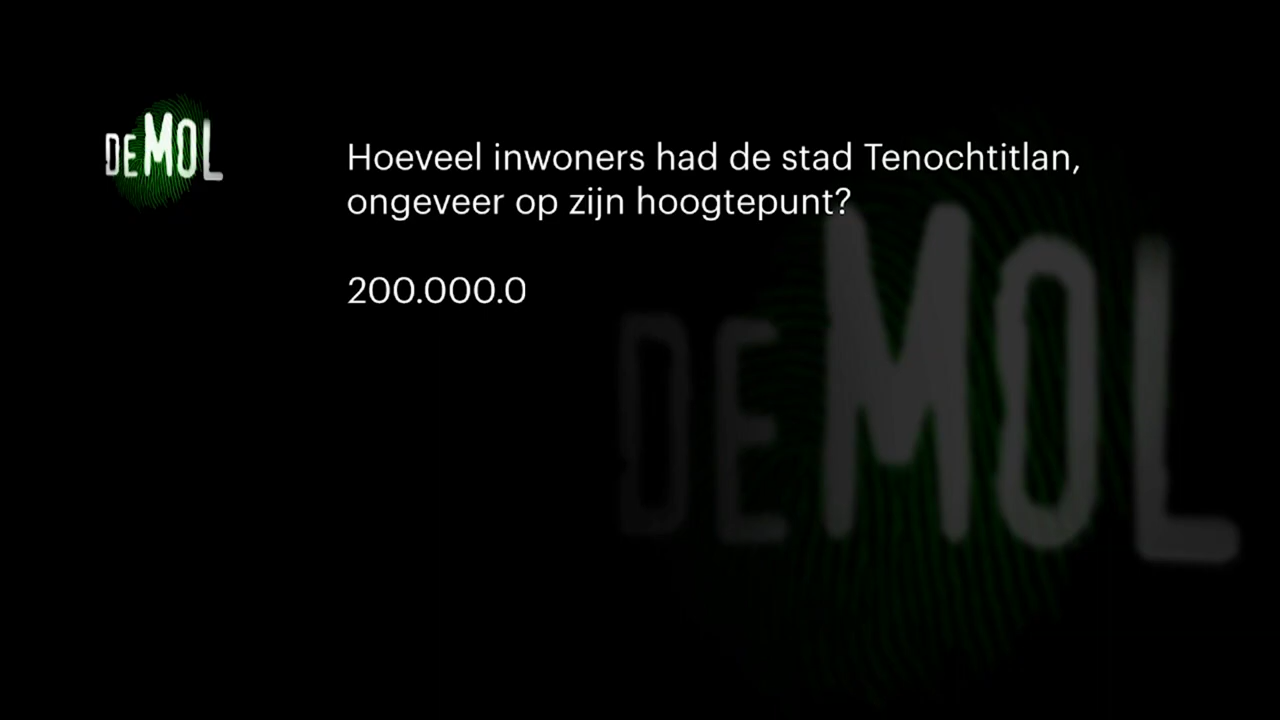 DE MOL
Hoeveel inwoners had de stad Tenochtitlan,
ongeveer op zijn hoogtepunt?
200.000.0
DE MOL